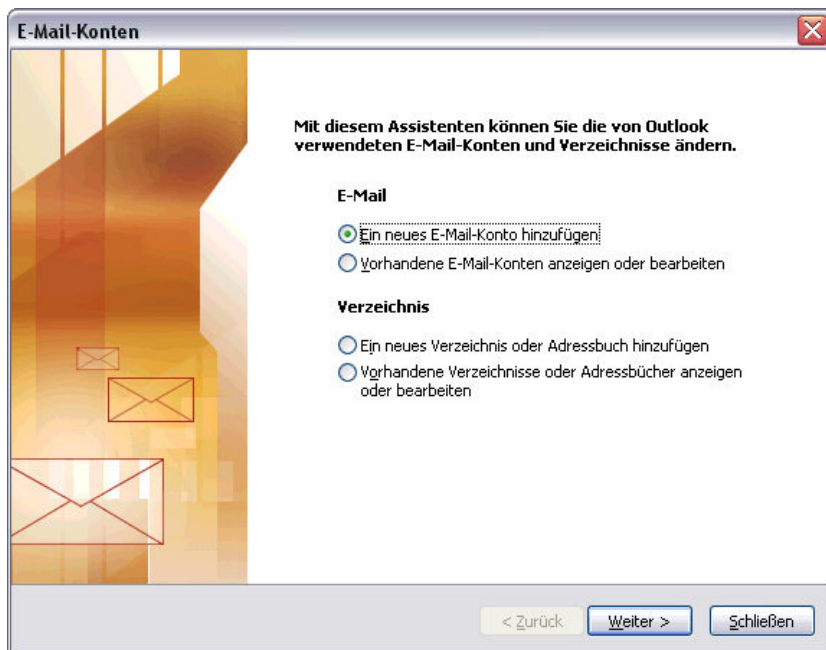 E-Mail-Konten
Mit diesem Assistenten können Sie die von Outlook
verwendeten E-Mail-Konten und Verzeichnisse ändern.
E-Mail
Ein neues E-Mail-Konto hinzufügen
Vorhandene E-Mail-Konten anzeigen oder bearbeiten
Verzeichnis
Ein neues Verzeichnis oder Adressbuch hinzufügen
Vorhandene Verzeichnisse oder Adressbücher anzeigen
oder bearbeiten
< Zurück Weiter > Schließen